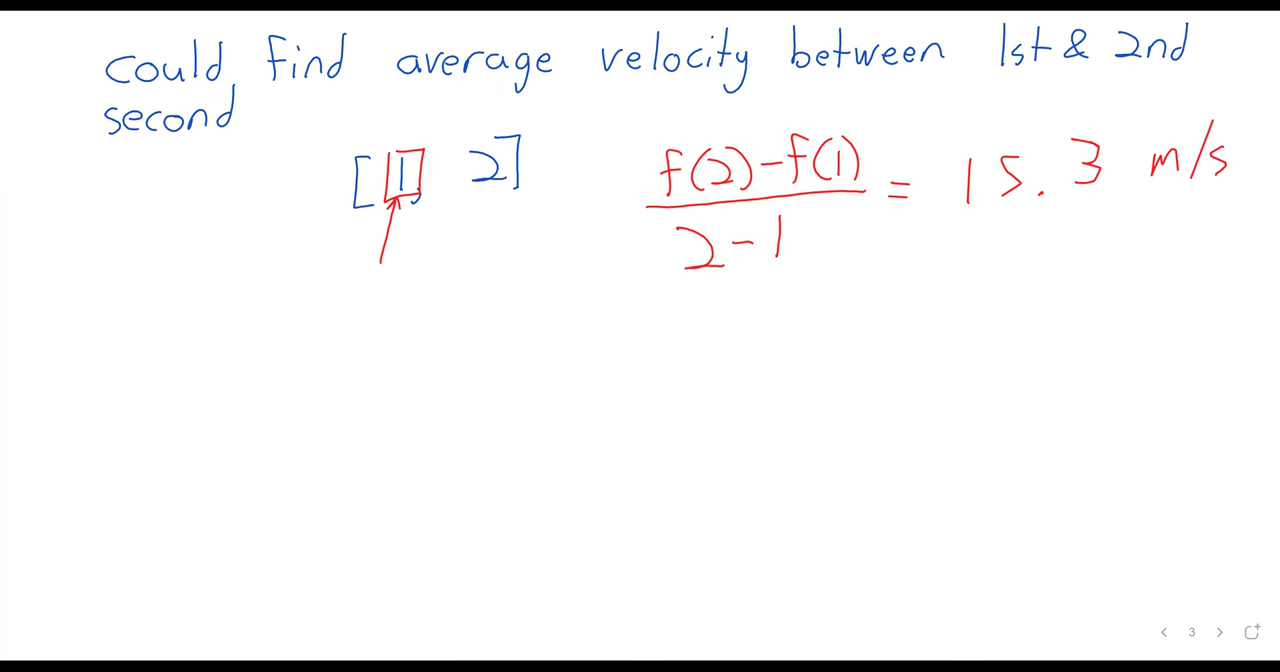 could find average velocity between 1st & 2nd
second
[1, 2] f(2)-f(1) = 15.3 m/s
2-1
3